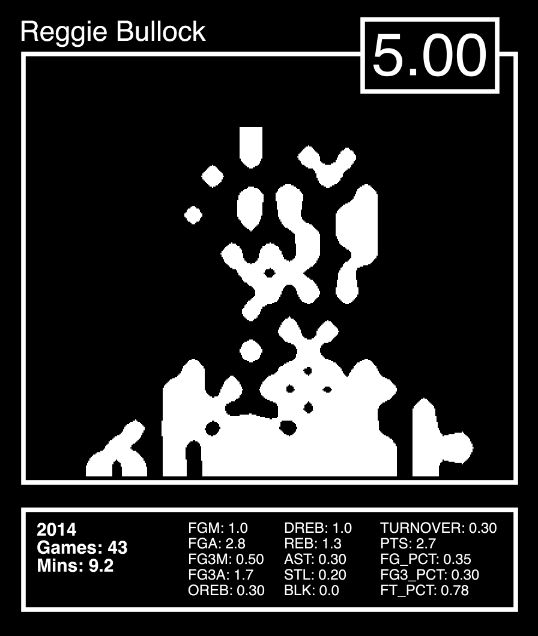 Reggie Bullock
5.00
2014
Games: 43
Mins: 9.2
FGM: 1.0
FGA: 2.8
FG3M: 0.50
FG3A: 1.7
OREB: 0.30
DREB: 1.0
REB: 1.3
AST: 0.30
STL: 0.20
BLK: 0.0
TURNOVER: 0.30
PTS: 2.7
FG_PCT: 0.35
FG3_PCT: 0.30
FT_PCT: 0.78